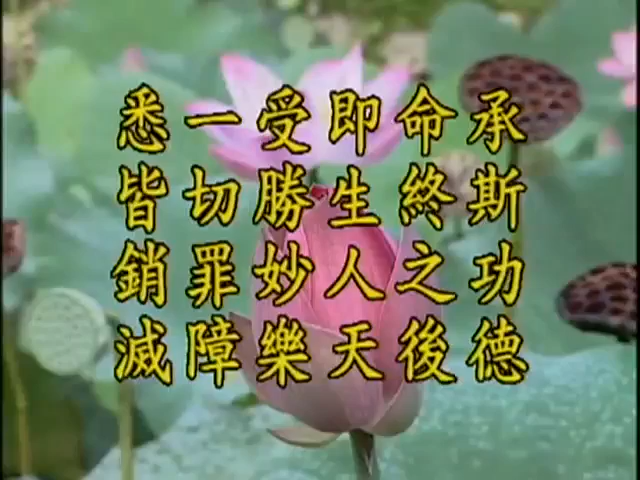 承斯功德
命終之後
即生人天
受勝妙樂
一切罪障
悉皆銷滅